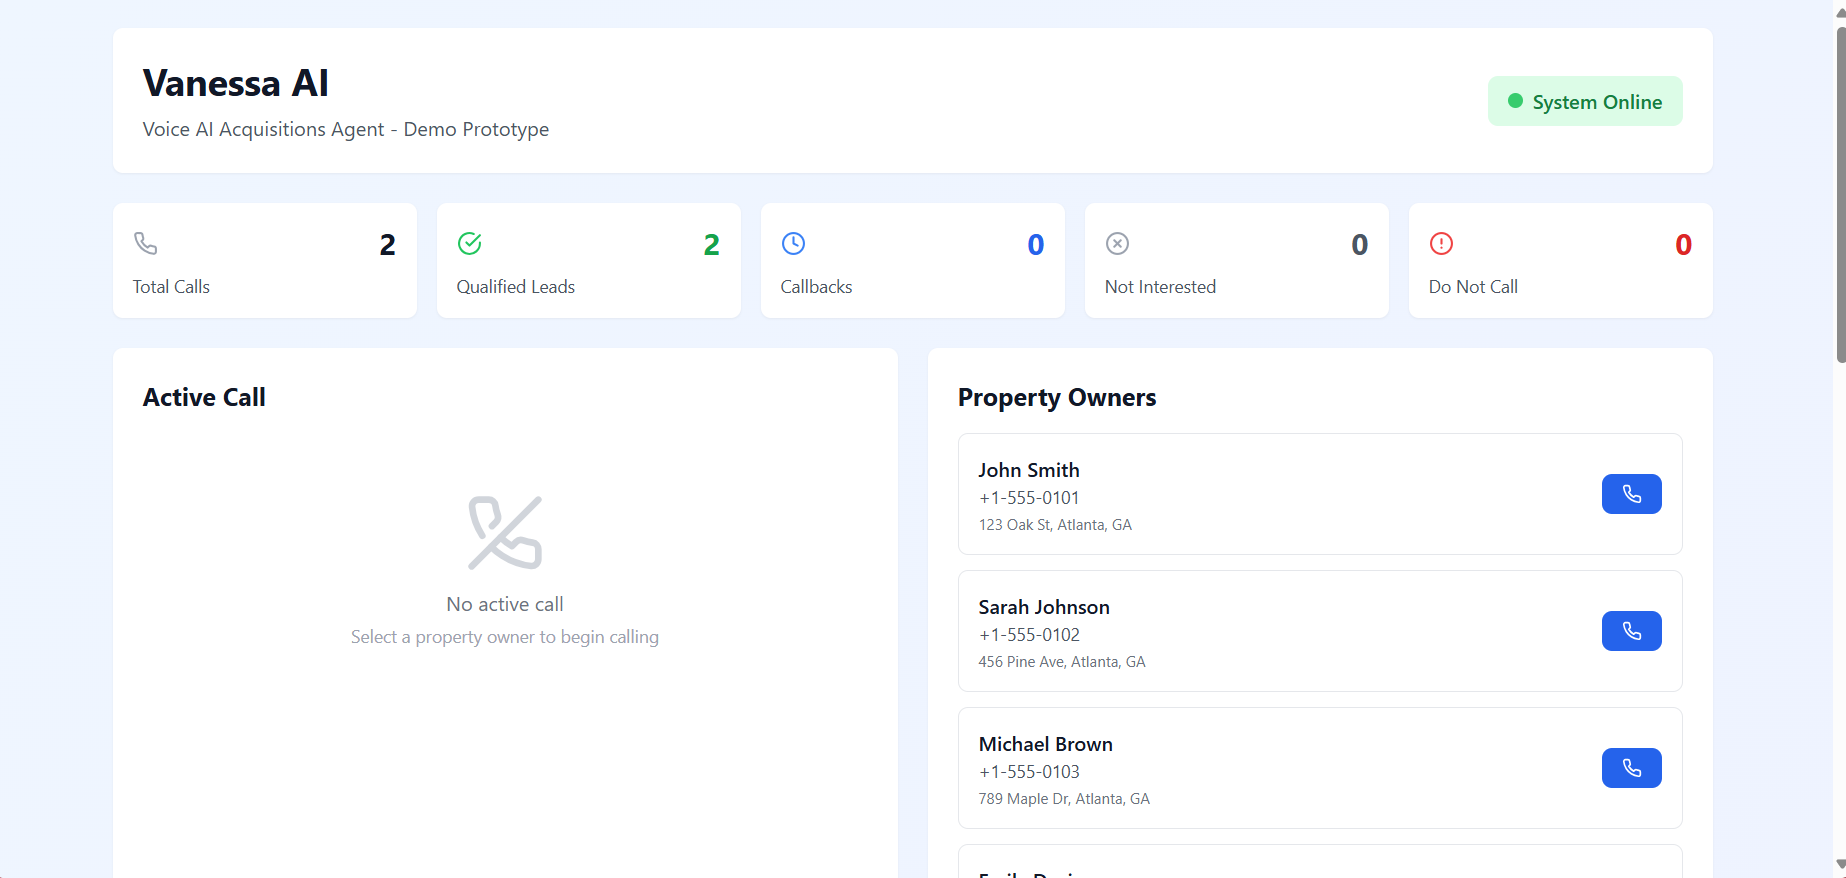 Vanessa AI
Voice AI Acquisitions Agent - Demo Prototype
System Online
2
Total Calls
2
Qualified Leads
0
Callbacks
0
Not Interested
0
Do Not Call
Active Call
No active call
Select a property owner to begin calling
Property Owners
John Smith
+1-555-0101
123 Oak St, Atlanta, GA
Sarah Johnson
+1-555-0102
456 Pine Ave, Atlanta, GA
Michael Brown
+1-555-0103
789 Maple Dr, Atlanta, GA